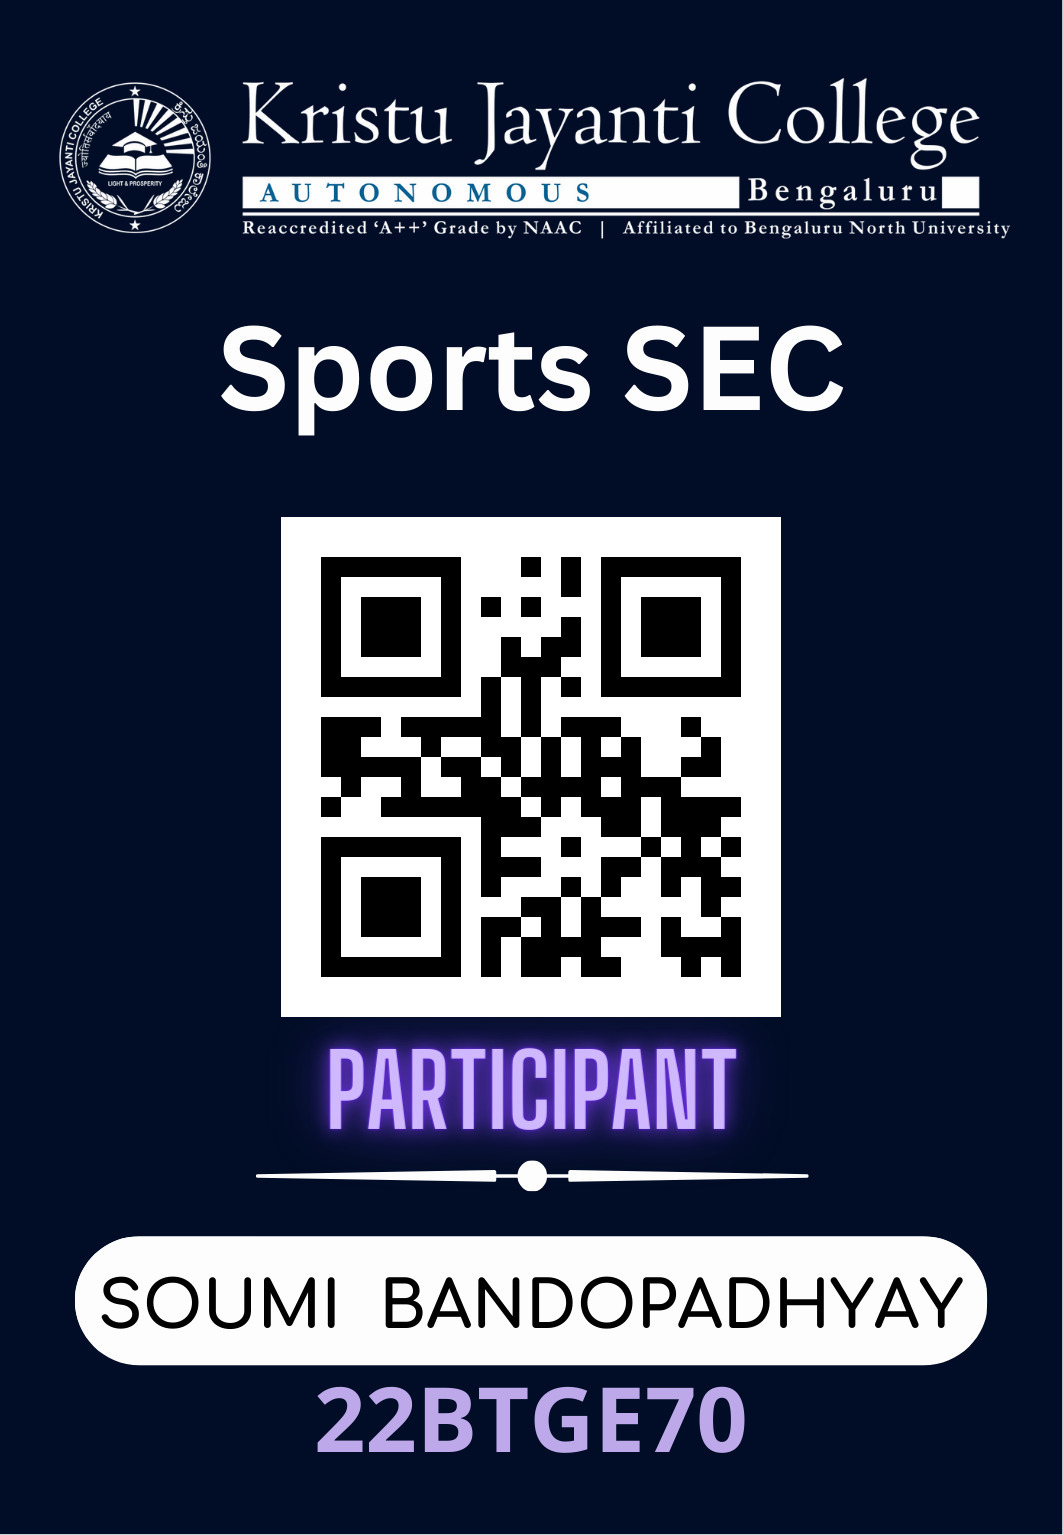 Kristu Jayanti College
AUTONOMOUS Bengaluru
Reaccredited ‘A++’ Grade by NAAC | Affiliated to Bengaluru North University
KRISTU JAYANTI COLLEGE
ಕ್ರಿಸ್ತು ಜಯಂತಿ ಕಾಲೇಜು
LIGHT & PROSPERITY
Sports SEC
PARTICIPANT
SOUMI BANDOPADHYAY
22BTGE70